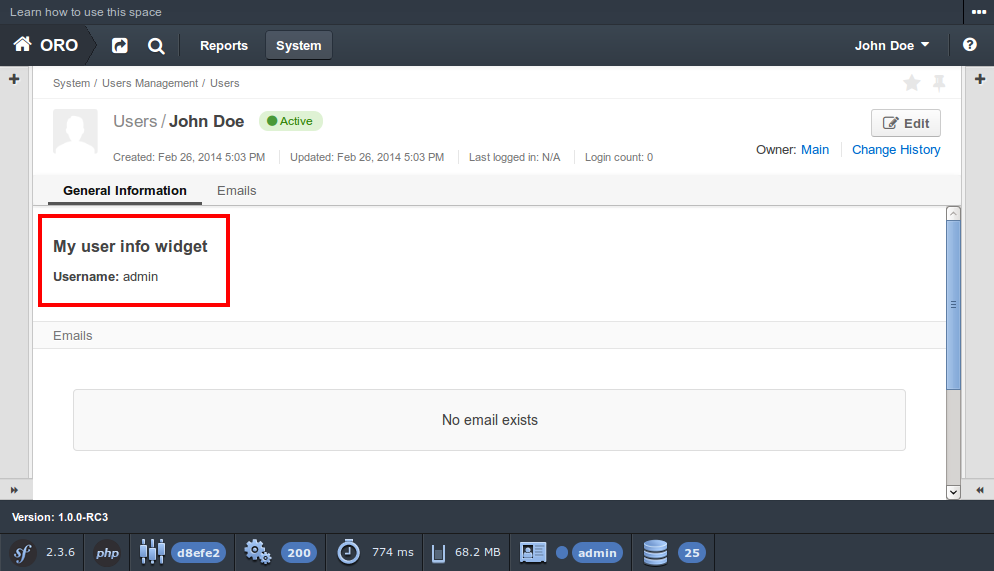 Learn how to use this space
ORO Reports System John Doe
System / Users Management / Users
Users / John Doe Active
Edit
Created: Feb 26, 2014 5:03 PM Updated: Feb 26, 2014 5:03 PM Last logged in: N/A Login count: 0
Owner: Main Change History
General Information Emails
My user info widget
Username: admin
Emails
No email exists
Version: 1.0.0-RC3
sf 2.3.6 php d8efe2 200 774 ms 68.2 MB admin 25